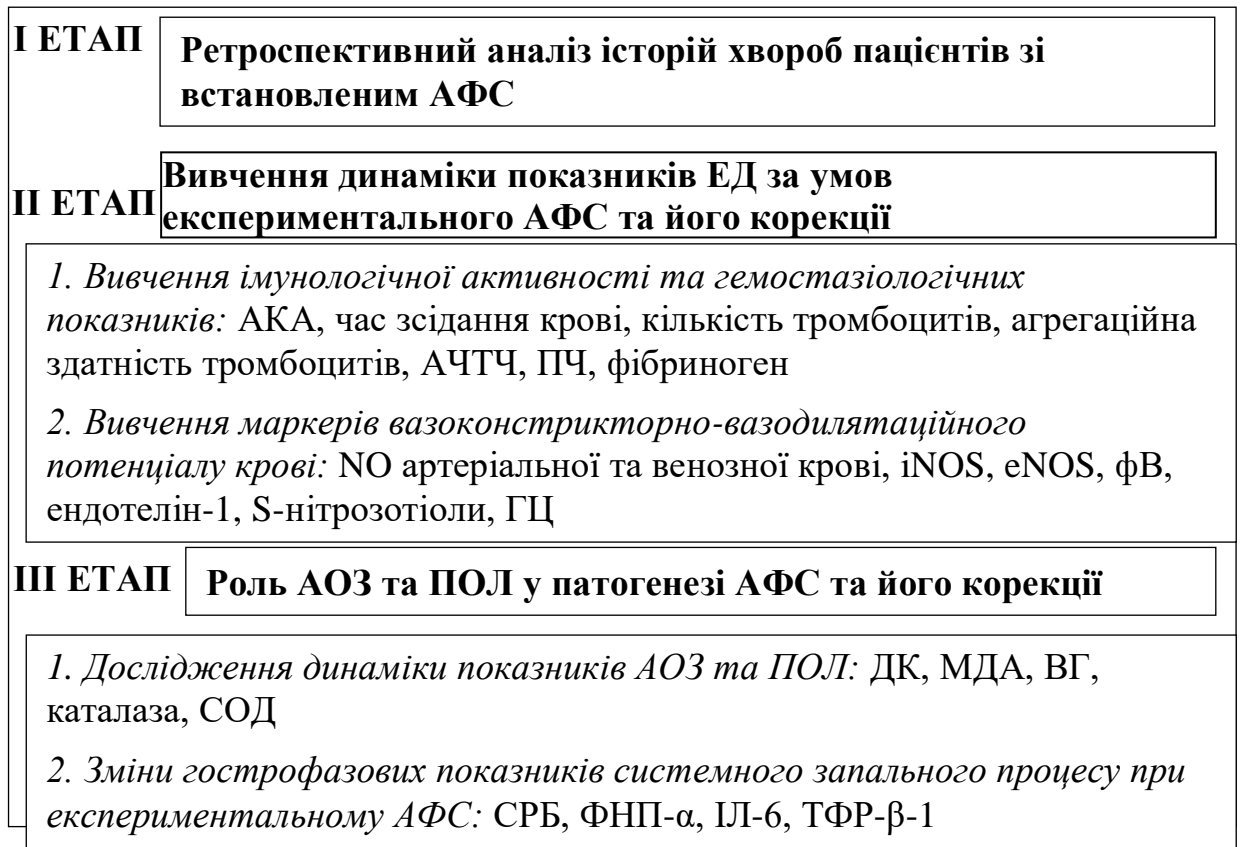 І ЕТАП
Ретроспективний аналіз історій хвороб пацієнтів зі
встановленим АФС
ІІ ЕТАП
Вивчення динаміки показників ЕД за умов
експериментального АФС та його корекції
1. Вивчення імунологічної активності та гемостазіологічних
показників: АКА, час зсідання крові, кількість тромбоцитів, агрегаційна
здатність тромбоцитів, АЧТЧ, ПЧ, фібриноген
2. Вивчення маркерів вазоконстрикторно-вазодилятаційного
потенціалу крові: NO артеріальної та венозної крові, iNOS, eNOS, фВ,
ендотелін-1, S-нітрозотіоли, ГЦ
ІІІ ЕТАП
Роль АОЗ та ПОЛ у патогенезі АФС та його корекції
1. Дослідження динаміки показників АОЗ та ПОЛ: ДК, МДА, ВГ,
каталаза, СОД
2. Зміни гострофазових показників системного запального процесу при
експериментальному АФС: СРБ, ФНП-α, ІЛ-6, ТФР-β-1